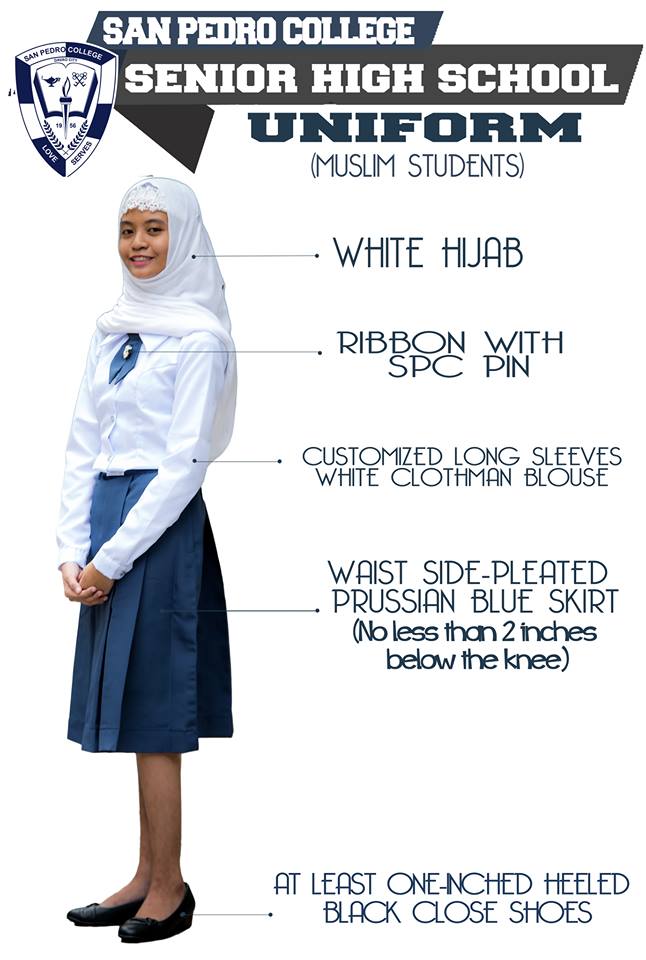 SAN PEDRO COLLEGE
SENIOR HIGH SCHOOL
UNIFORM
(MUSLIM STUDENTS)
SAN PEDRO COLLEGE
DAVAO CITY
19 56
LOVE SERVES
WHITE HIJAB
RIBBON WITH
SPC PIN
CUSTOMIZED LONG SLEEVES
WHITE CLOTHMAN BLOUSE
WAIST SIDE-PLEATED
PRUSSIAN BLUE SKIRT
(No less than 2 inches
below the knee)
AT LEAST ONE-INCHED HEELED
BLACK CLOSE SHOES